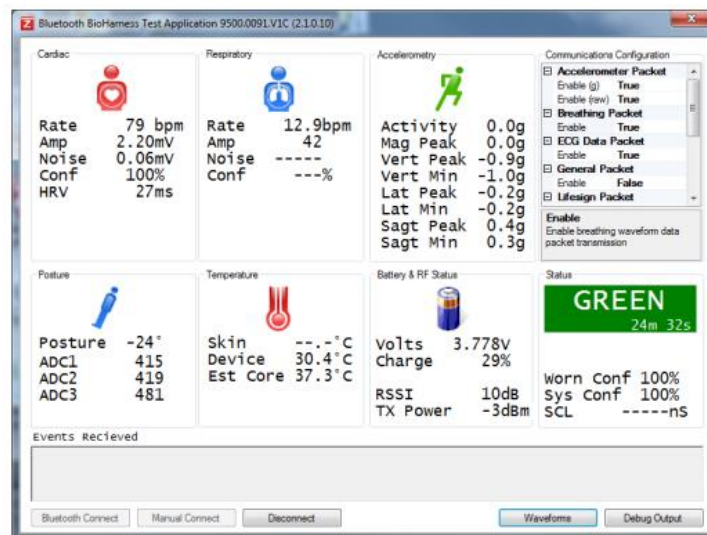 Z Bluetooth BioHarness Test Application 9500.0091.V1C (2.1.0.10)
Cardiac
Rate 79 bpm
Amp 2.20mV
Noise 0.06mV
Conf 100%
HRV 27ms
Respiratory
Rate 12.9bpm
Amp 42
Noise -----
Conf ---%
Accelerometry
Activity 0.0g
Mag Peak 0.0g
Vert Peak -0.9g
Vert Min -1.0g
Lat Peak -0.2g
Lat Min -0.2g
Sagt Peak 0.4g
Sagt Min 0.3g
Communications Configuration
Accelerometer Packet
Enable (g) True
Enable (raw) True
Breathing Packet
Enable True
ECG Data Packet
Enable True
General Packet
Enable False
Lifesign Packet
Enable
Enable breathing waveform data
packet transmission
Posture
Posture -24°
ADC1 415
ADC2 419
ADC3 481
Temperature
Skin --.-°C
Device 30.4°C
Est Core 37.3°C
Battery & RF Status
Volts 3.778V
Charge 29%
RSSI 10dB
TX Power -3dBm
Status
GREEN
24m 32s
Worn Conf 100%
Sys Conf 100%
SCL -----nS
Events Recieved
Bluetooth Connect Manual Connect Disconnect Waveforms Debug Output